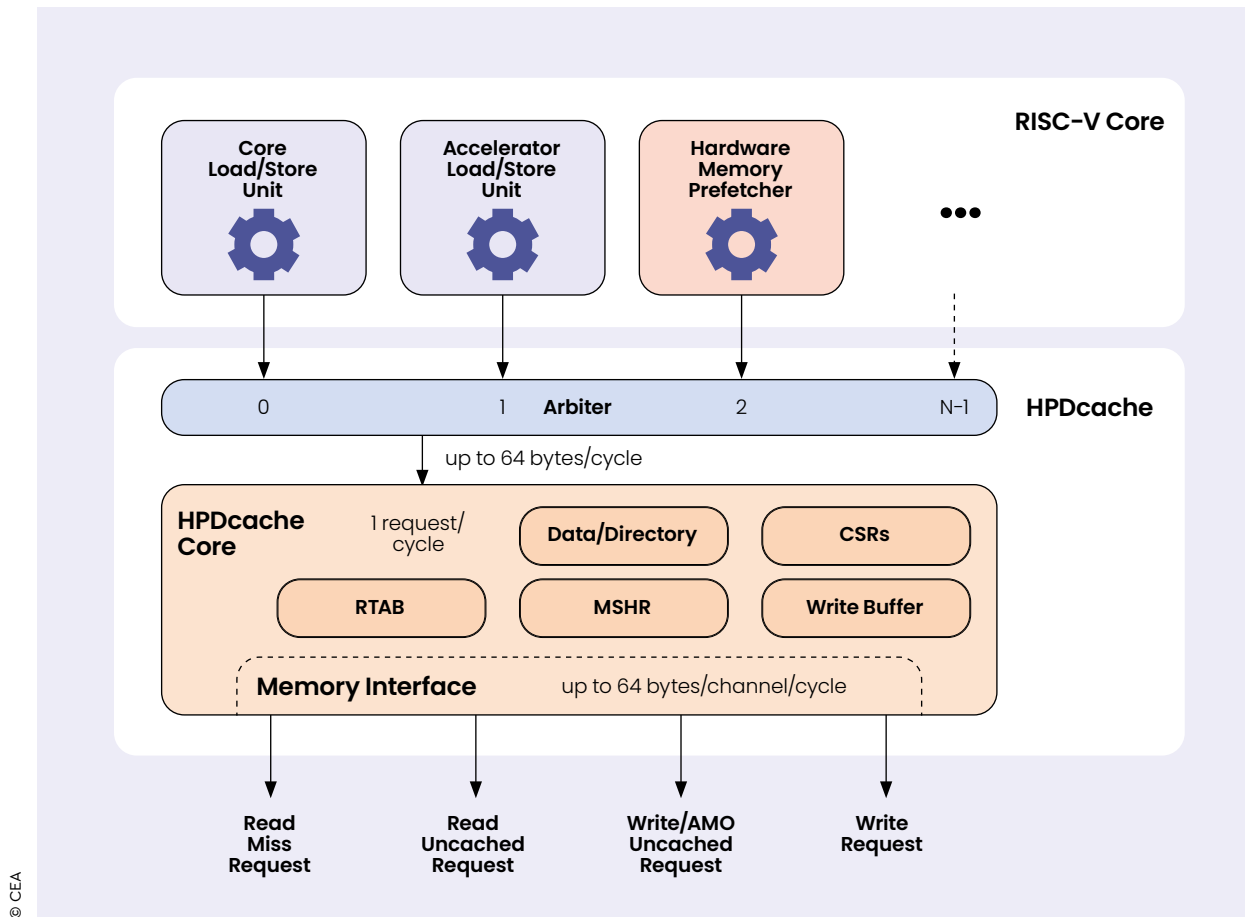 RISC-V Core
Core
Load/Store
Unit
Accelerator
Load/Store
Unit
Hardware
Memory
Prefetcher
•••
0
1
Arbiter
2
N-1
HPDcache
up to 64 bytes/cycle
HPDcache
Core
1 request/
cycle
Data/Directory
CSRs
RTAB
MSHR
Write Buffer
Memory Interface
up to 64 bytes/channel/cycle
Read
Miss
Request
Read
Uncached
Request
Write/AMO
Uncached
Request
Write
Request
© CEA